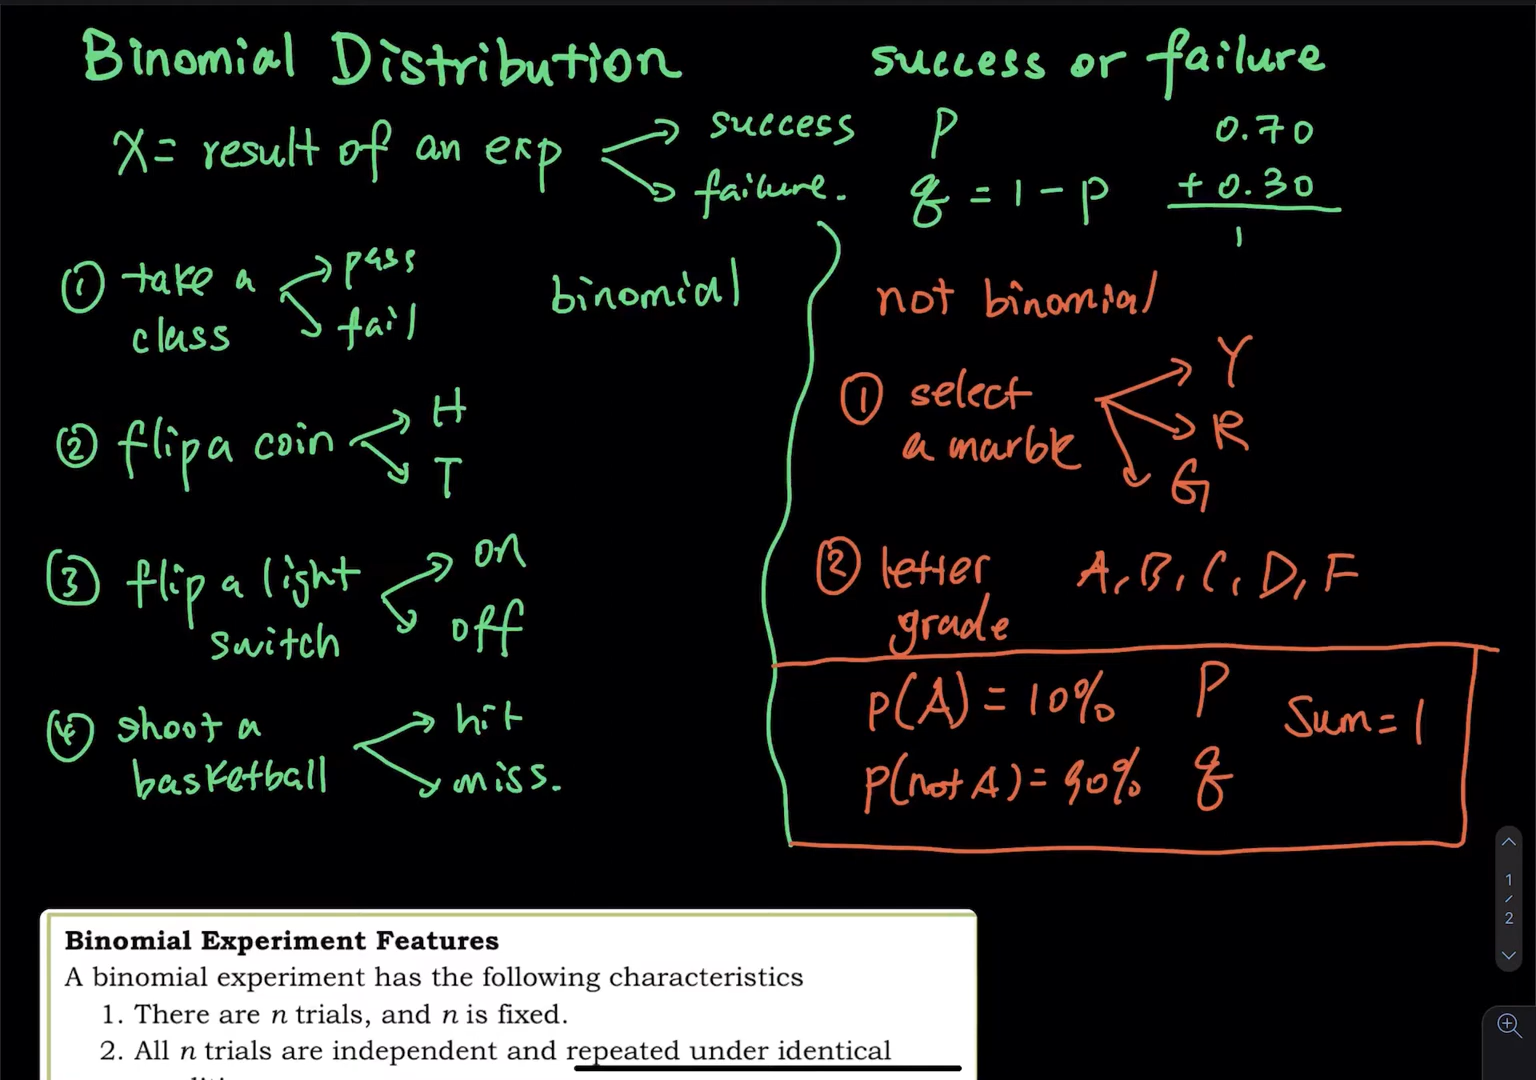 Binomial Distribution
success or failure
X = result of an exp
success
failure.
p
q = 1 - p
0.70
+ 0.30
1
① take a class
pass
fail
binomial
② flip a coin
H
T
③ flip a light switch
on
off
④ shoot a basketball
hit
miss.
not binomial
① select a marble
Y
R
G
② letter grade
A, B, C, D, F
P(A) = 10%
P
P(not A) = 90%
q
Sum = 1
1
/
2
Binomial Experiment Features
A binomial experiment has the following characteristics
1. There are n trials, and n is fixed.
2. All n trials are independent and repeated under identical